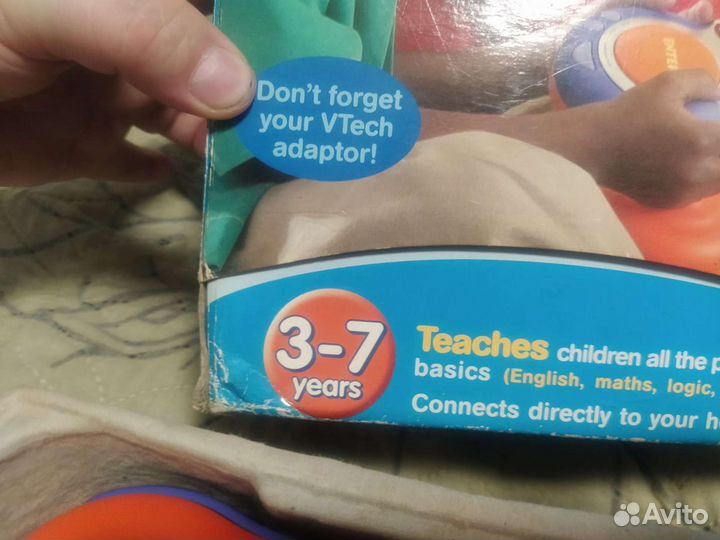 INTE
Don't forget
your VTech
adaptor!
3-7
years
Teaches children all the
basics (English, maths, logic,
Connects directly to your
Avito